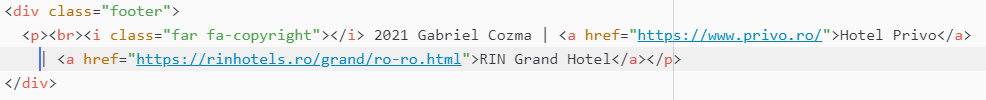 <div class="footer">
<p><br><i class="far fa-copyright"></i> 2021 Gabriel Cozma | <a href="https://www.privo.ro/">Hotel Privo</a>
| <a href="https://rinhotels.ro/grand/ro-ro.html">RIN Grand Hotel</a></p>
</div>